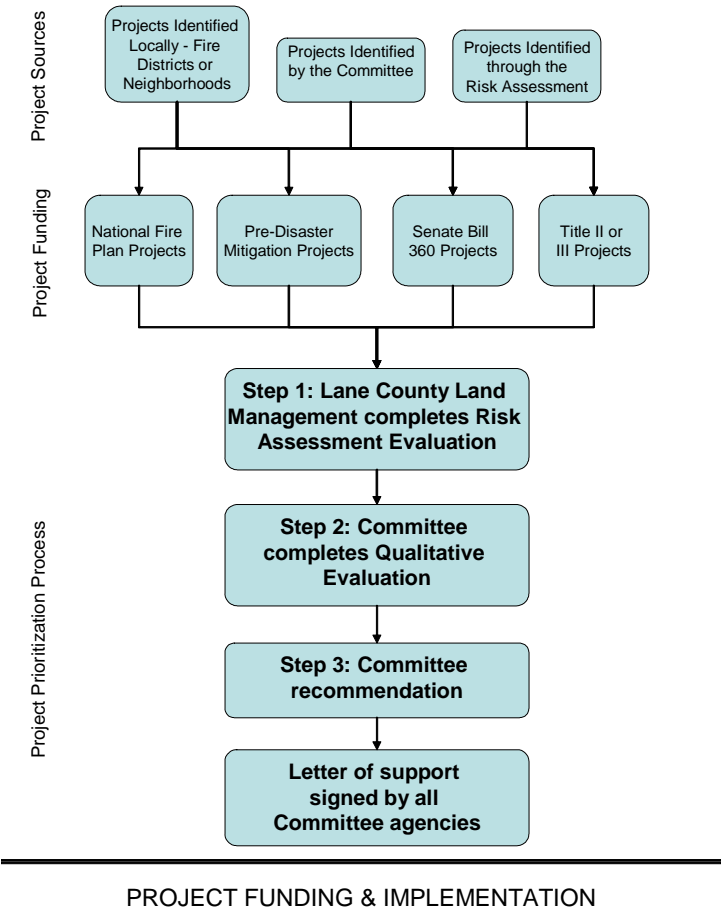 Project Sources
Projects Identified
Locally - Fire
Districts or
Neighborhoods
Projects Identified
by the Committee
Projects Identified
through the
Risk Assessment
Project Funding
National Fire
Plan Projects
Pre-Disaster
Mitigation Projects
Senate Bill
360 Projects
Title II or
III Projects
Project Prioritization Process
Step 1: Lane County Land
Management completes Risk
Assessment Evaluation
Step 2: Committee
completes Qualitative
Evaluation
Step 3: Committee
recommendation
Letter of support
signed by all
Committee agencies
PROJECT FUNDING & IMPLEMENTATION